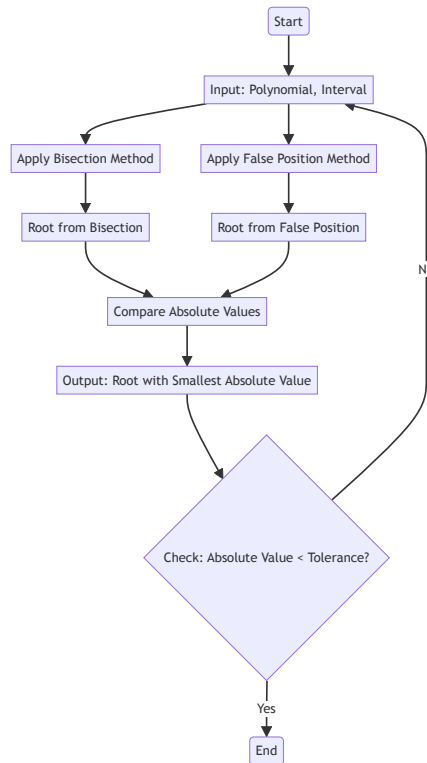 Start
Input: Polynomial, Interval
Apply Bisection Method
Apply False Position Method
Root from Bisection
Root from False Position
Compare Absolute Values
Output: Root with Smallest Absolute Value
N
Check: Absolute Value < Tolerance?
Yes
End